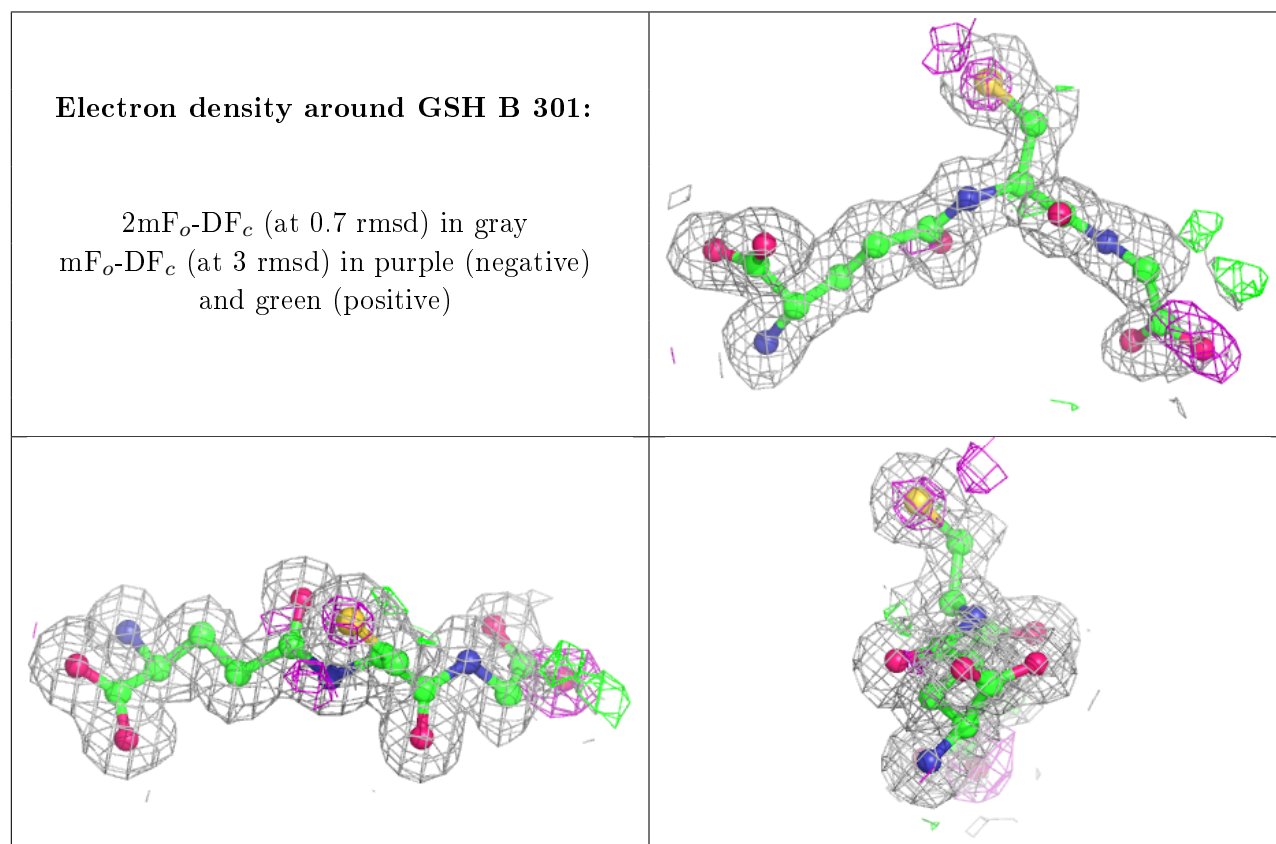 Electron density around GSH B 301:
2mFo-DFc (at 0.7 rmsd) in gray
mFo-DFc (at 3 rmsd) in purple (negative)
and green (positive)